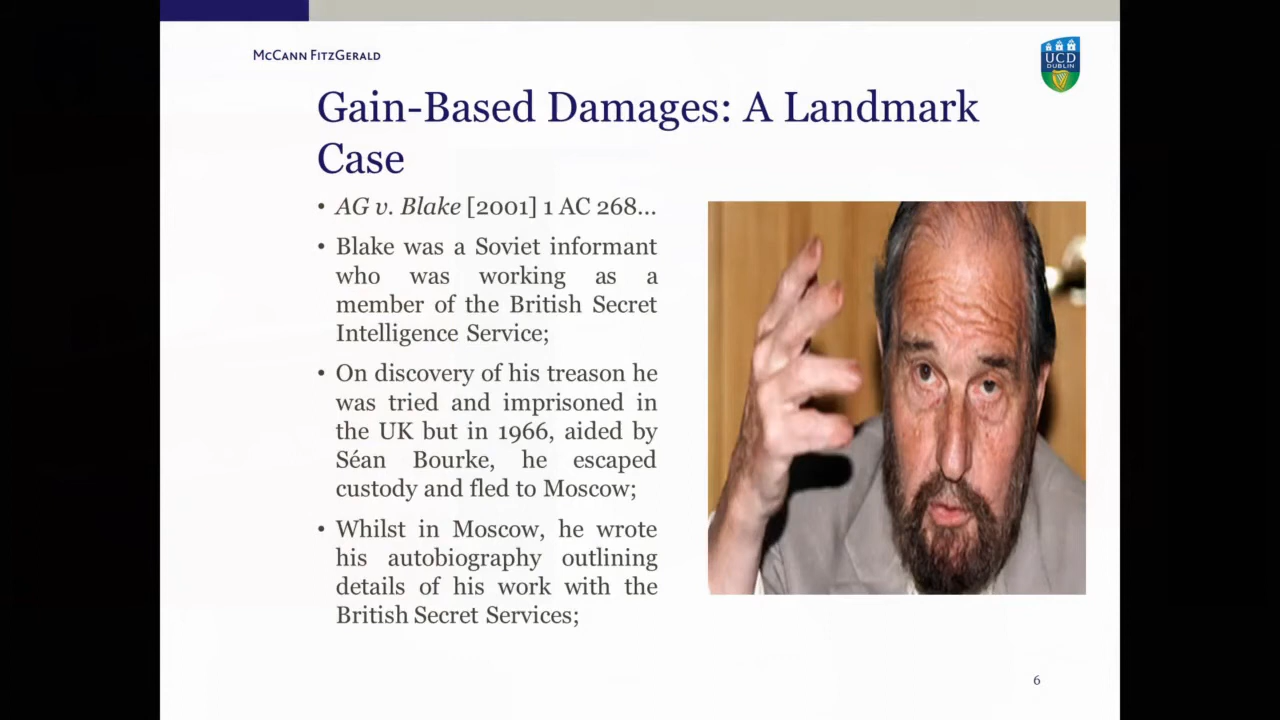 McCann FitzGerald
UCD
DUBLIN
Gain-Based Damages: A Landmark
Case
• AG v. Blake [2001] 1 AC 268...
• Blake was a Soviet informant
who was working as a
member of the British Secret
Intelligence Service;
• On discovery of his treason he
was tried and imprisoned in
the UK but in 1966, aided by
Séan Bourke, he escaped
custody and fled to Moscow;
• Whilst in Moscow, he wrote
his autobiography outlining
details of his work with the
British Secret Services;
6